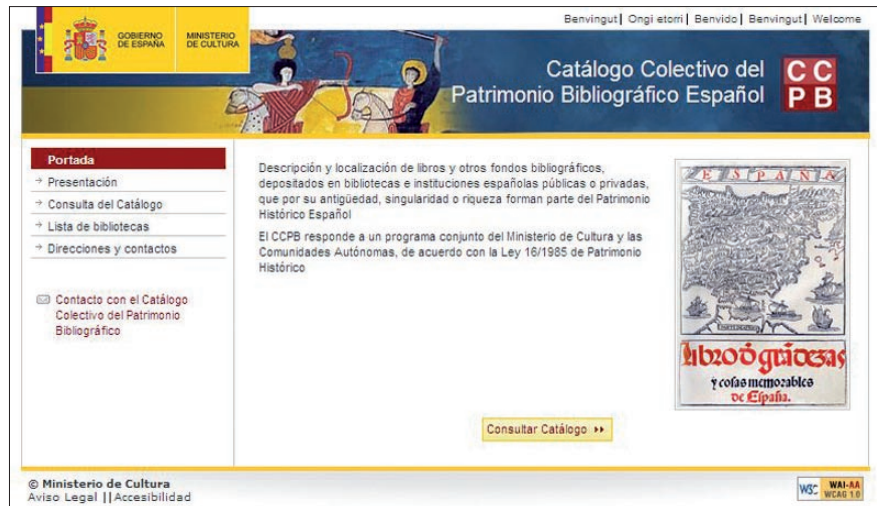 Benvingut| Ongi etorri| Benvido| Benvingut| Welcome
GOBIERNO
DE ESPAÑA
MINISTERIO
DE CULTURA
Catálogo Colectivo del
Patrimonio Bibliográfico Español
CC
PB
Portada
Presentación
Consulta del Catálogo
Lista de bibliotecas
Direcciones y contactos
Contacto con el Catálogo
Colectivo del Patrimonio
Bibliográfico
Descripción y localización de libros y otros fondos bibliográficos,
depositados en bibliotecas e instituciones españolas públicas o privadas,
que por su antigüedad, singularidad o riqueza forman parte del Patrimonio
Histórico Español
El CCPB responde a un programa conjunto del Ministerio de Cultura y las
Comunidades Autónomas, de acuerdo con la Ley 16/1985 de Patrimonio
Histórico
ESPAÑA
Libro d̃ grãdezas
y cosas memorables
de España.
Consultar Catálogo
© Ministerio de Cultura
Aviso Legal ||Accesibilidad
W3C WAI-AA
WCAG 1.0